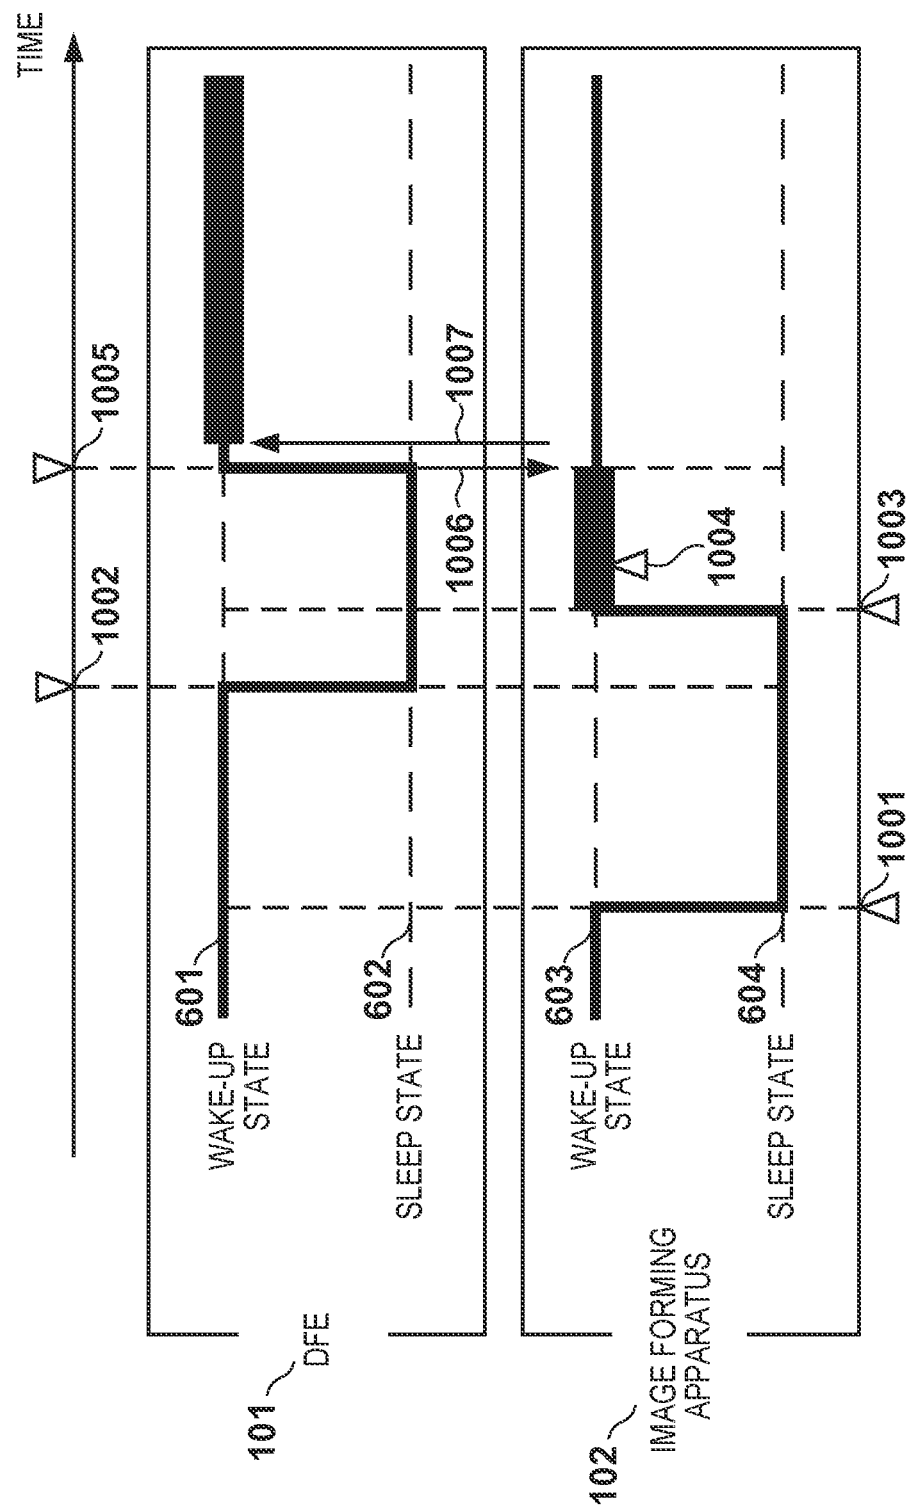 TIME
1002
1005
101
DFE
WAKE-UP
STATE
601
SLEEP STATE
602
1006
1007
102
IMAGE FORMING
APPARATUS
WAKE-UP
STATE
603
1004
SLEEP STATE
604
1001
1003